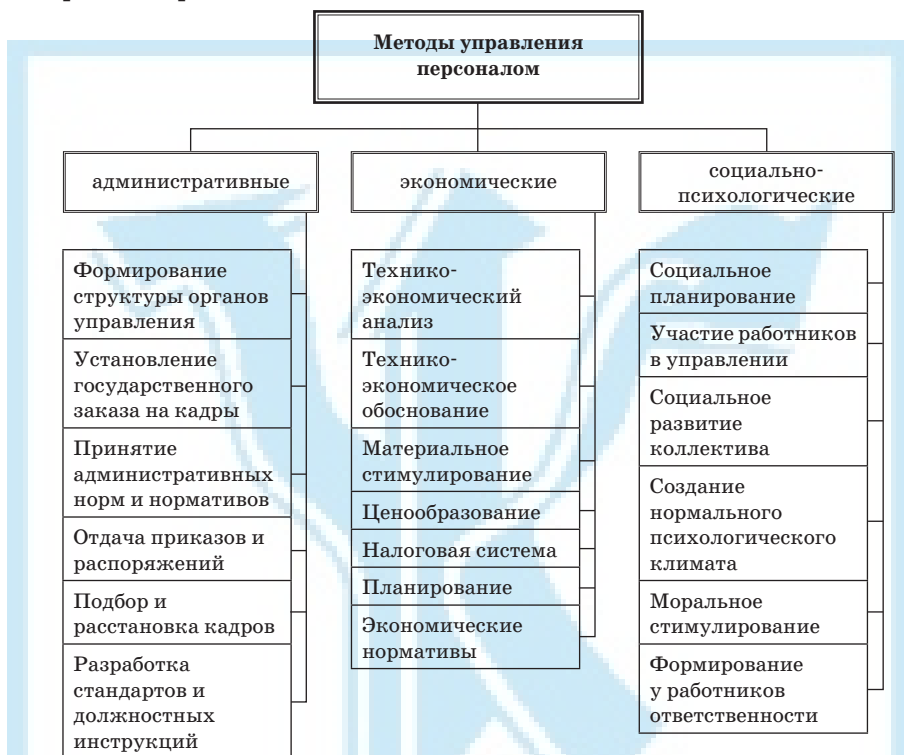 Методы управления
персоналом
административные
экономические
социально-
психологические
Формирование
структуры органов
управления
Установление
государственного
заказа на кадры
Принятие
административных
норм и нормативов
Отдача приказов и
распоряжений
Подбор и
расстановка кадров
Разработка
стандартов и
должностных
инструкций
Технико-
экономический
анализ
Технико-
экономическое
обоснование
Материальное
стимулирование
Ценообразование
Налоговая система
Планирование
Экономические
нормативы
Социальное
планирование
Участие работников
в управлении
Социальное
развитие
коллектива
Создание
нормального
психологического
климата
Моральное
стимулирование
Формирование
у работников
ответственности